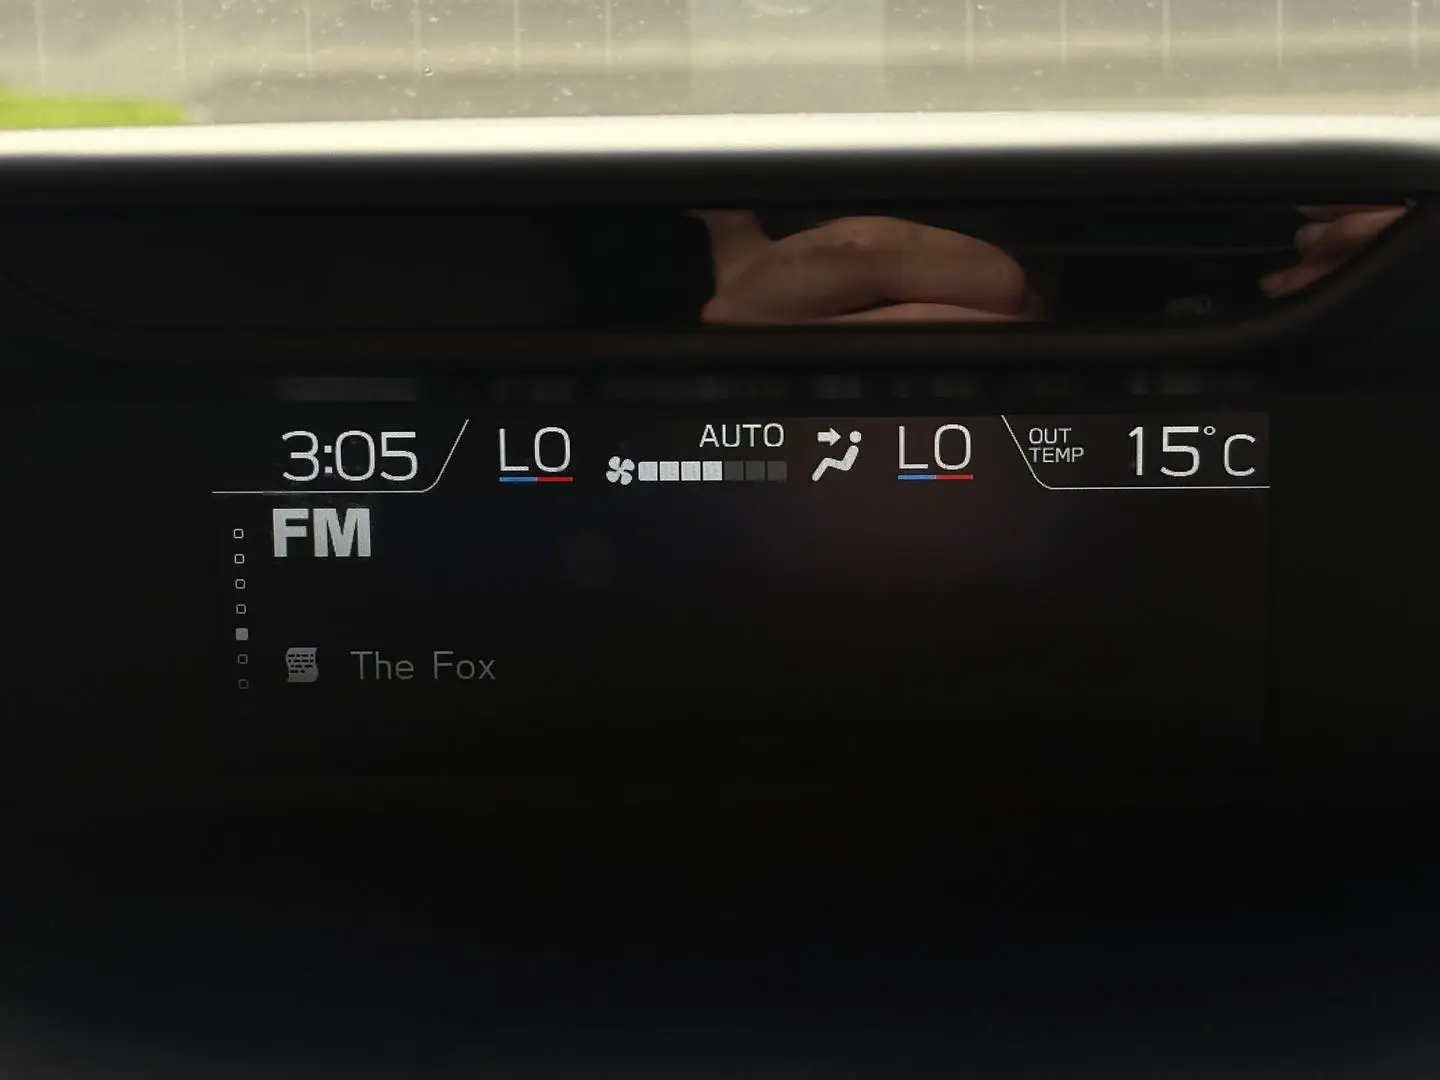 3:05 LO AUTO LO OUT TEMP 15°C
FM
The Fox